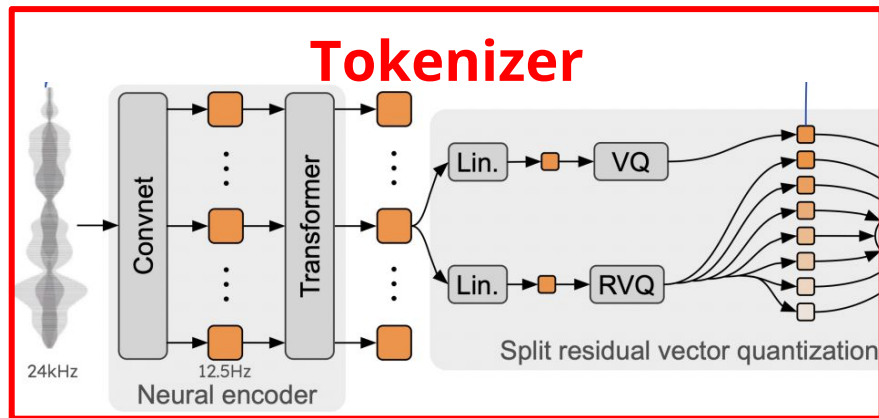 Tokenizer
Convnet
Transformer
Lin.
VQ
Lin.
RVQ
24kHz
12.5Hz
Neural encoder
Split residual vector quantization